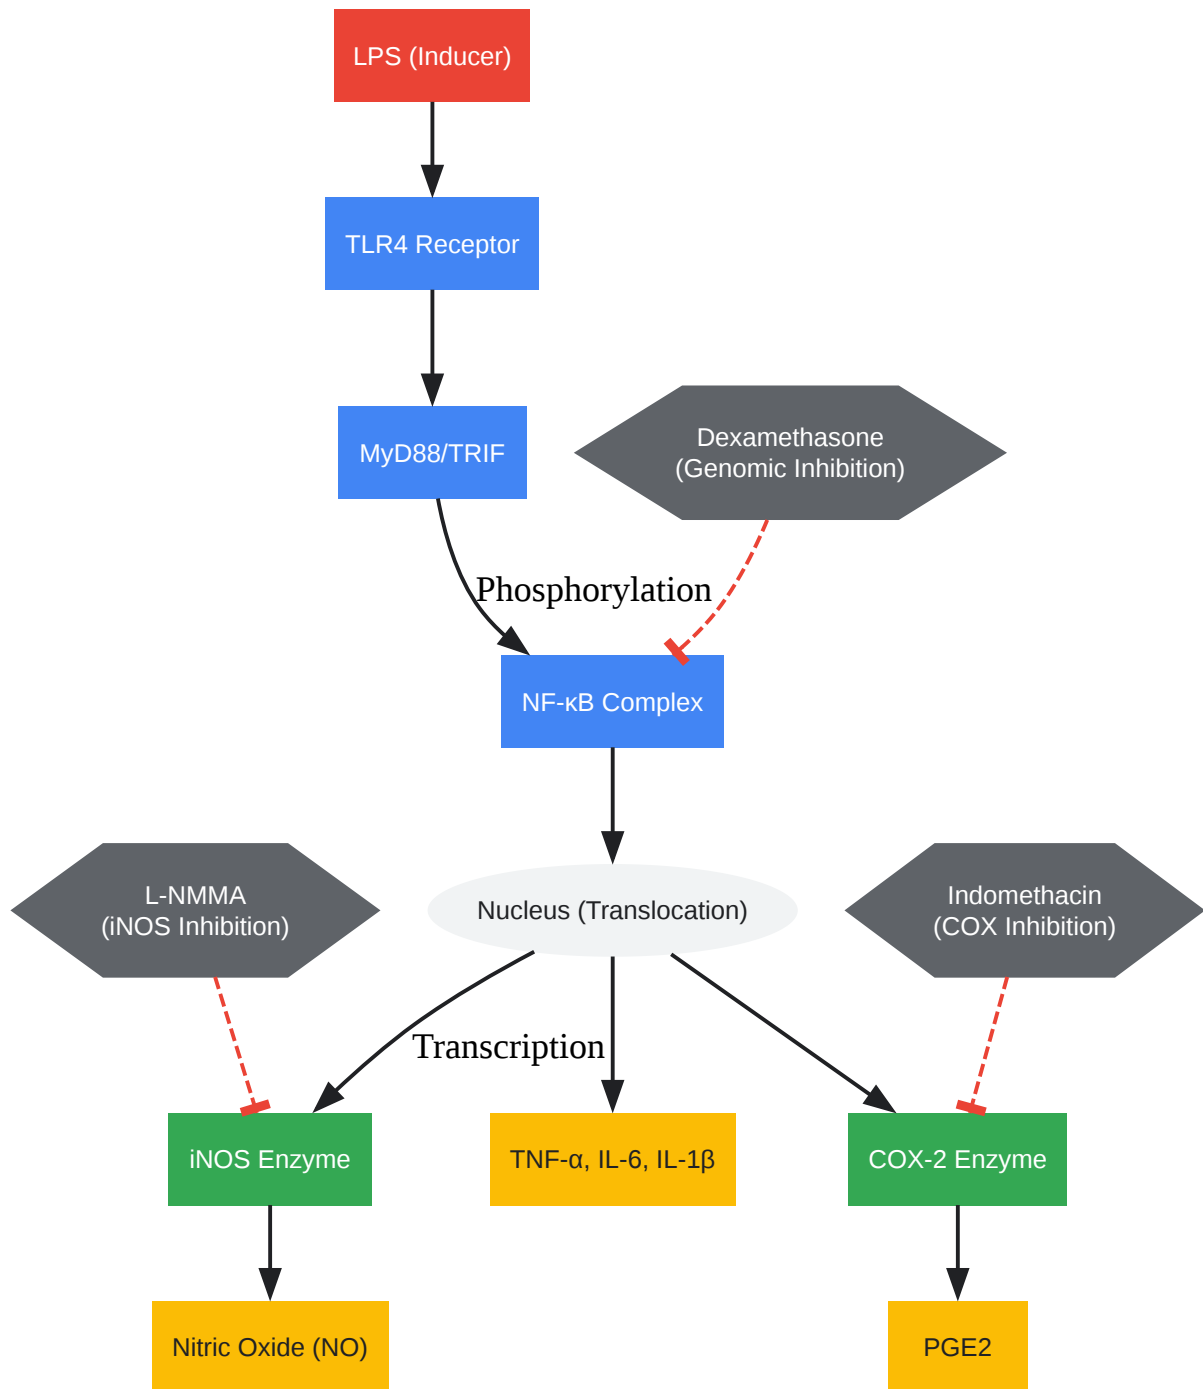 LPS (Inducer)
TLR4 Receptor
MyD88/TRIF
Dexamethasone
(Genomic Inhibition)
Phosphorylation
NF-κB Complex
L-NMMA
(iNOS Inhibition)
Nucleus (Translocation)
Indomethacin
(COX Inhibition)
Transcription
iNOS Enzyme
TNF-α, IL-6, IL-1β
COX-2 Enzyme
Nitric Oxide (NO)
PGE2